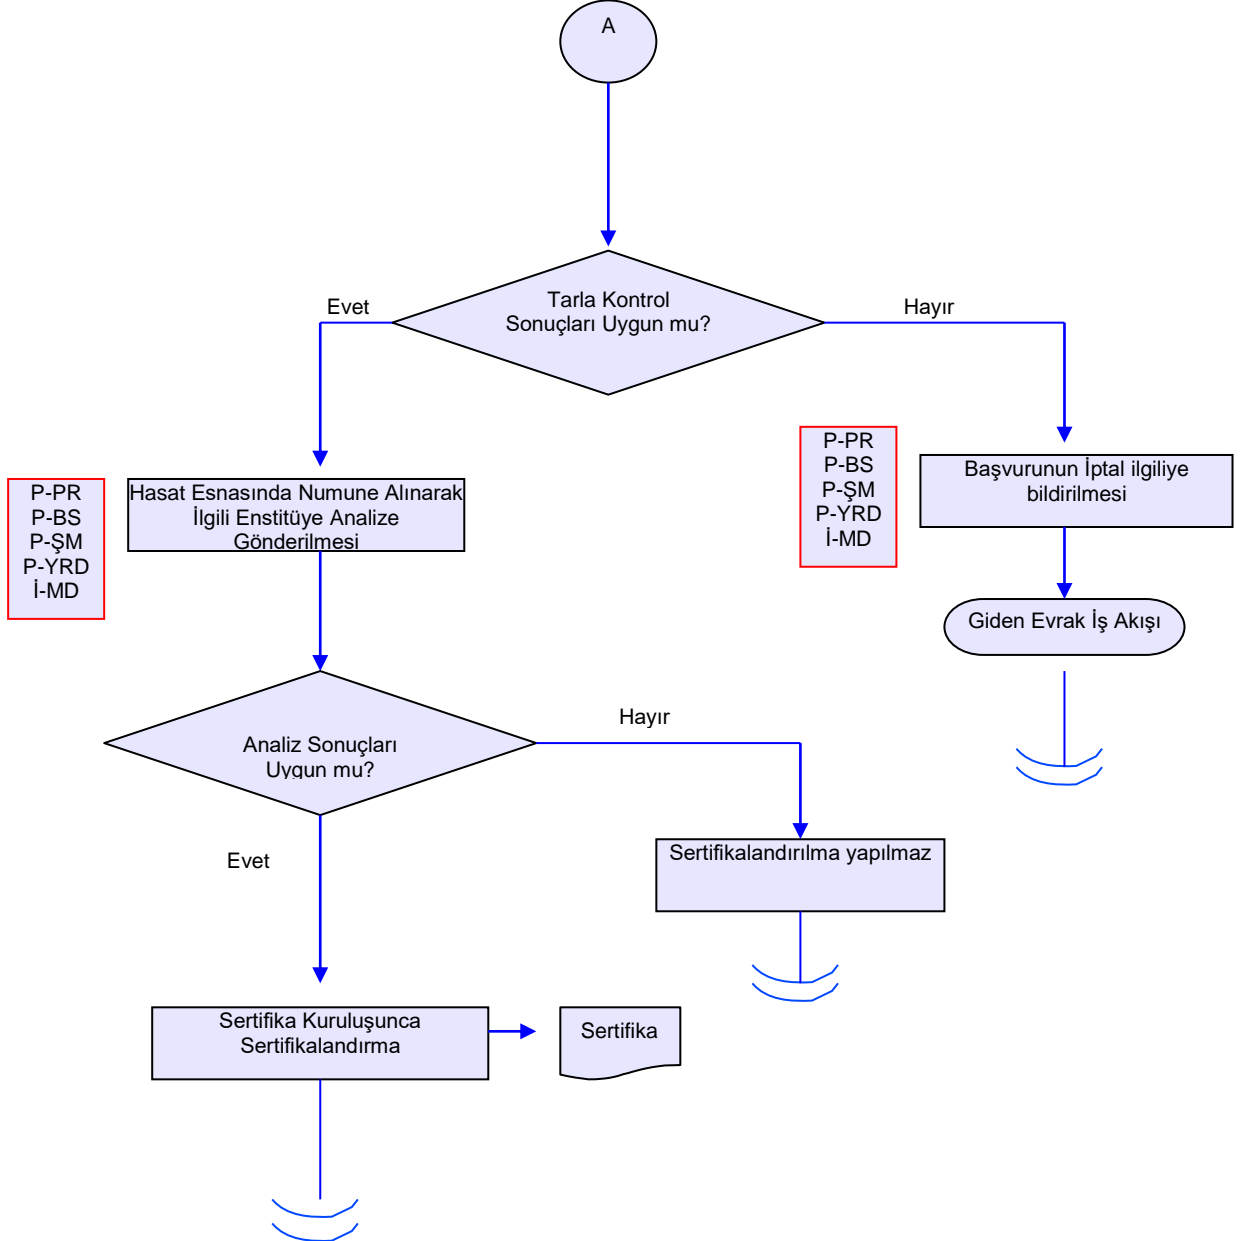 A
Tarla Kontrol
Sonuçları Uygun mu?
Evet
Hayır
P-PR
P-BS
P-ŞM
P-YRD
İ-MD
Başvurunun İptal ilgiliye
bildirilmesi
P-PR
P-BS
P-ŞM
P-YRD
İ-MD
Hasat Esnasında Numune Alınarak
İlgili Enstitüye Analize
Gönderilmesi
Giden Evrak İş Akışı
Analiz Sonuçları
Uygun mu?
Hayır
Evet
Sertifikalandırılma yapılmaz
Sertifika Kuruluşunca
Sertifikalandırma
Sertifika